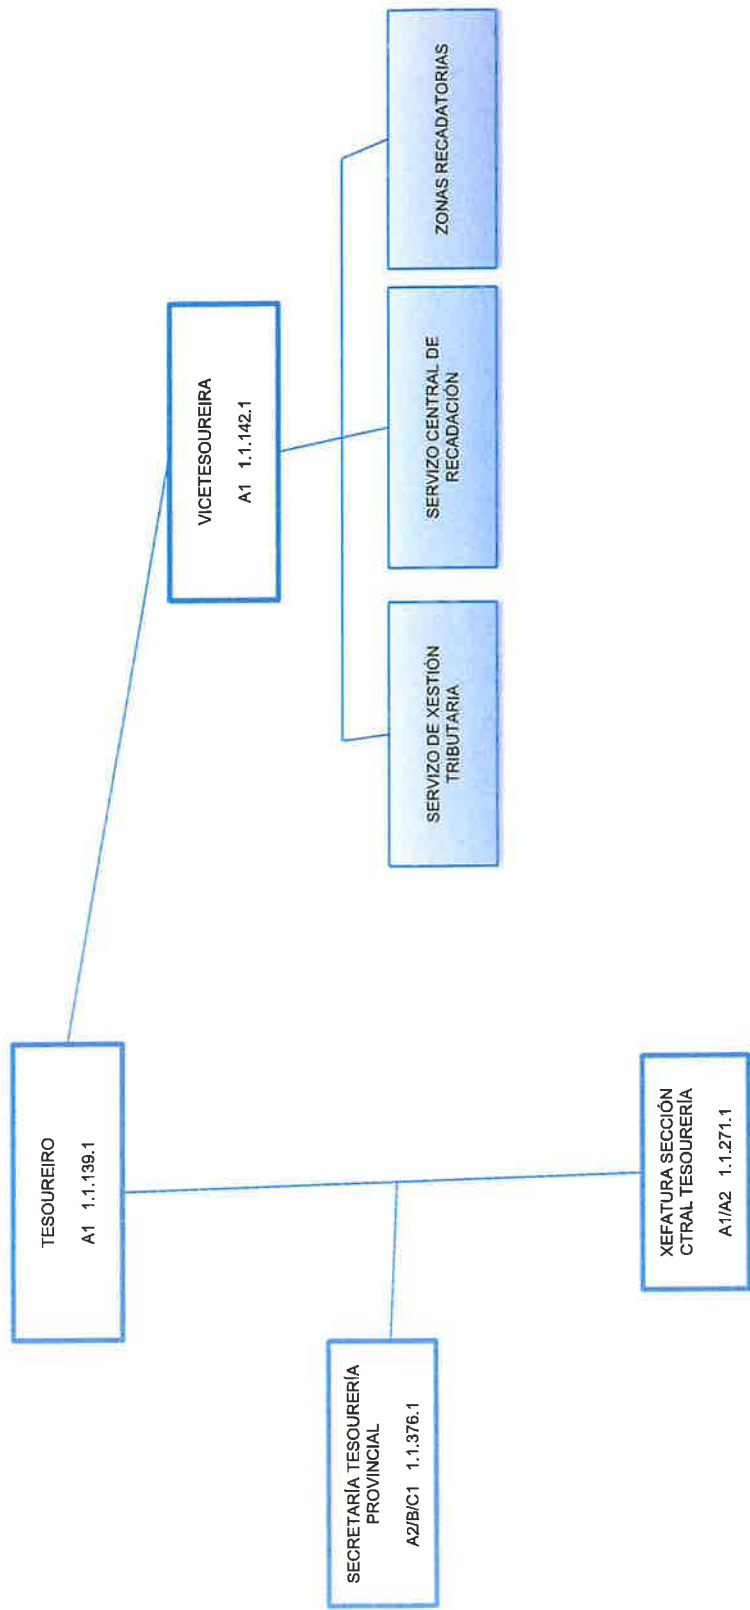 TESOUREIRO
A1 1.1.139.1
VICETESOUREIRA
A1 1.1.142.1
SECRETARÍA TESOURERÍA
PROVINCIAL
A2/B/C1 1.1.376.1
SERVIZO DE XESTIÓN
TRIBUTARIA
SERVIZO CENTRAL DE
RECADACIÓN
ZONAS RECADATORIAS
XEFATURA SECCIÓN
CTRAL TESOURERÍA
A1/A2 1.1.271.1